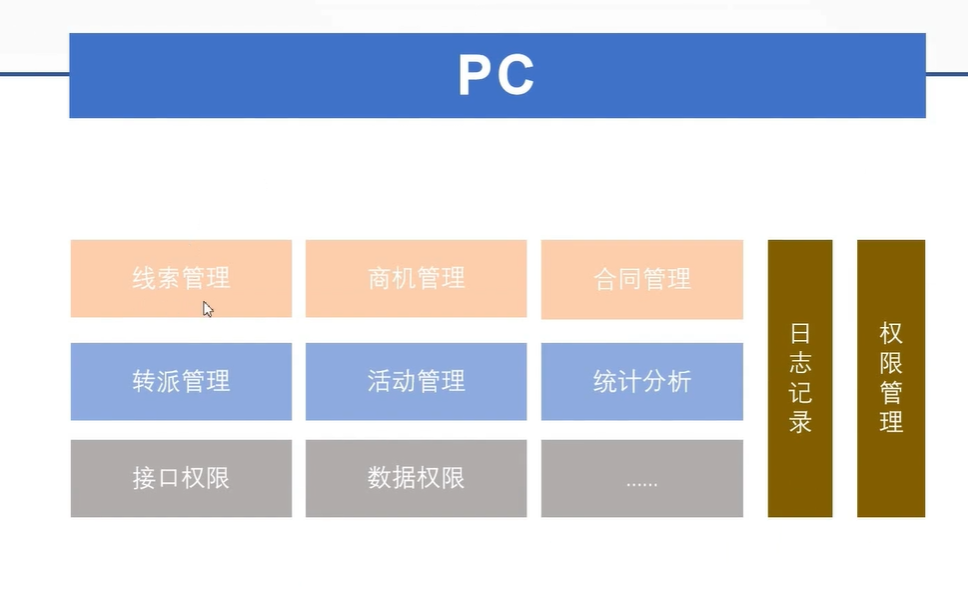 PC
线索管理
商机管理
合同管理
转派管理
活动管理
统计分析
接口权限
数据权限
......
日志记录
权限管理